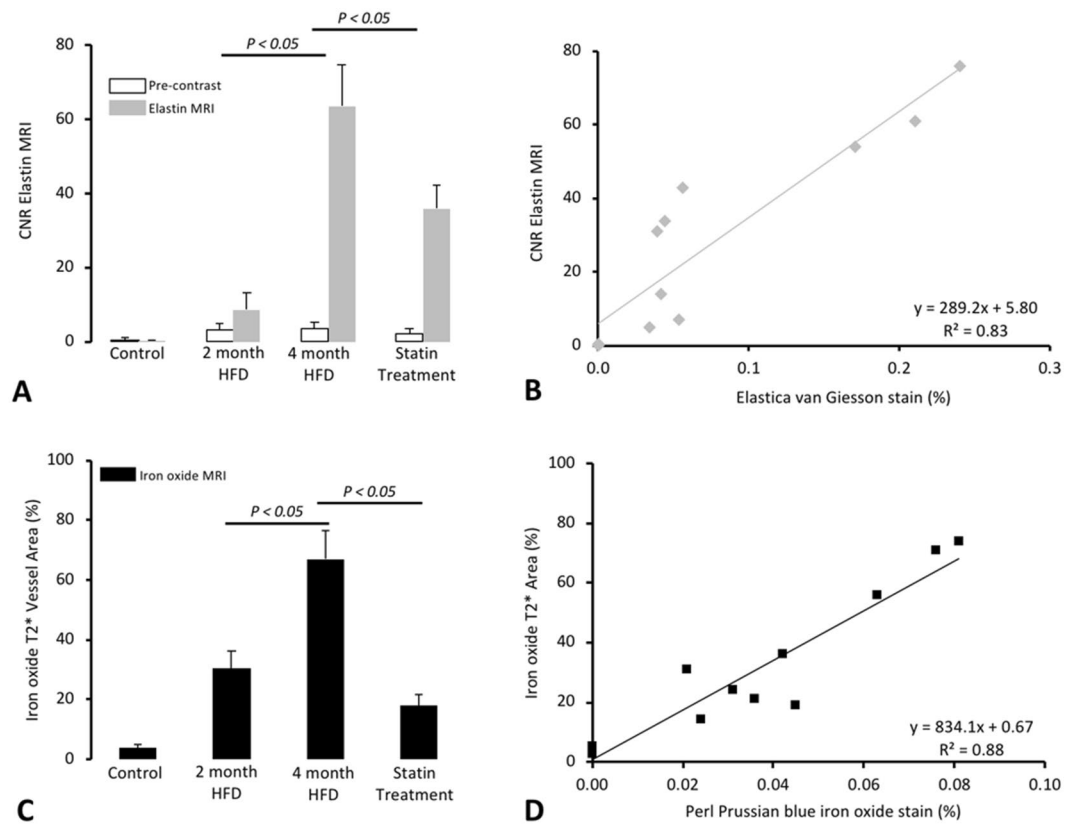 P < 0.05
P < 0.05
80
60
40
20
0
CNR Elastin MRI
Pre-contrast
Elastin MRI
Control
2 month
HFD
4 month
HFD
Statin
Treatment
A
80
60
40
20
0
CNR Elastin MRI
y = 289.2x + 5.80
R² = 0.83
0.0
0.1
0.2
0.3
Elastica van Giesson stain (%)
B
100
80
60
40
20
0
Iron oxide T2* Vessel Area (%)
Iron oxide MRI
P < 0.05
P < 0.05
Control
2 month
HFD
4 month
HFD
Statin
Treatment
C
100
80
60
40
20
0
Iron oxide T2* Area (%)
y = 834.1x + 0.67
R² = 0.88
0.00
0.02
0.04
0.06
0.08
0.10
Perl Prussian blue iron oxide stain (%)
D